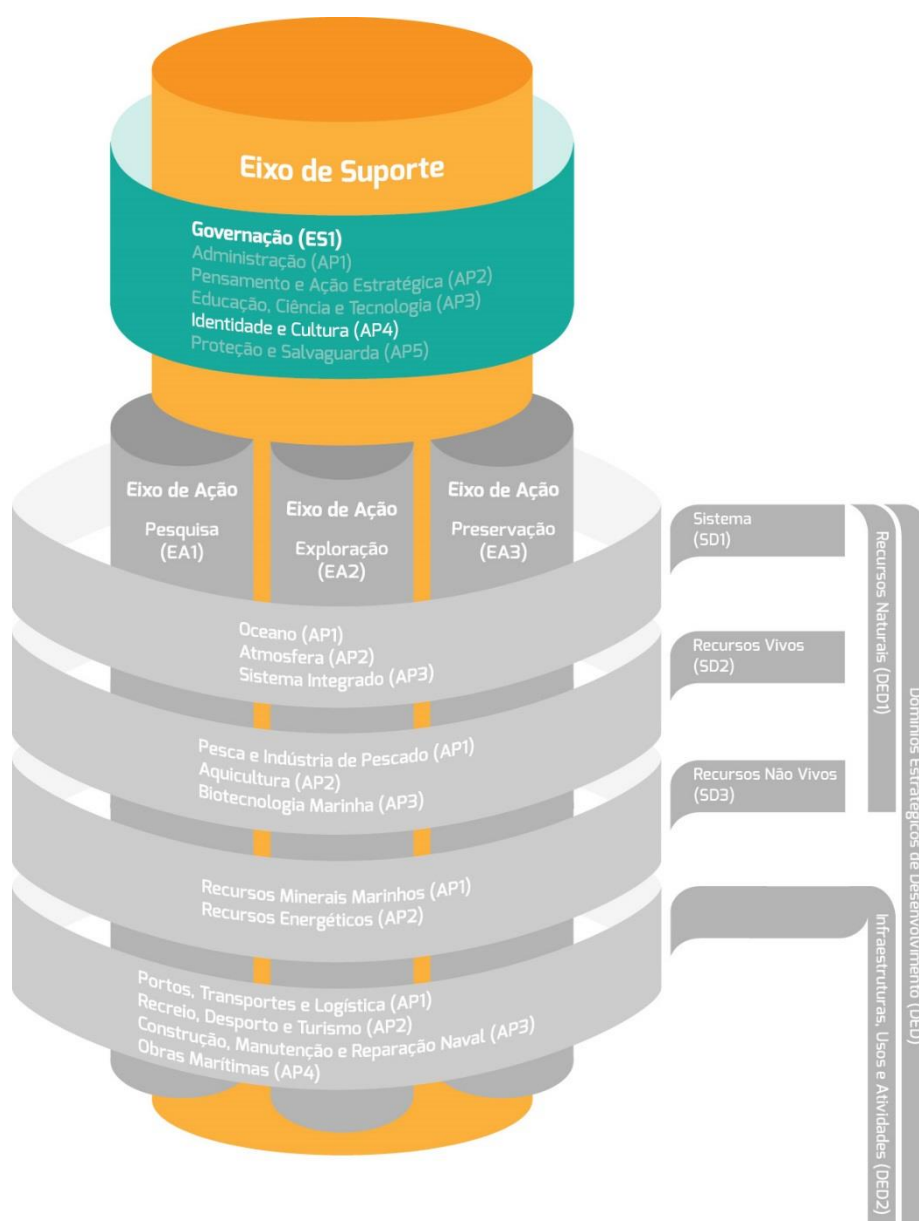 Eixo de Suporte
Governação (ES1)
Administração (AP1)
Pensamento e Ação Estratégica (AP2)
Educação, Ciência e Tecnologia (AP3)
Identidade e Cultura (AP4)
Proteção e Salvaguarda (AP5)
Eixo de Ação
Pesquisa
(EA1)
Eixo de Ação
Exploração
(EA2)
Eixo de Ação
Preservação
(EA3)
Oceano (AP1)
Atmosfera (AP2)
Sistema Integrado (AP3)
Sistema
(SD1)
Pesca e Indústria de Pescado (AP1)
Aquicultura (AP2)
Biotecnologia Marinha (AP3)
Recursos Vivos
(SD2)
Recursos Minerais Marinhos (AP1)
Recursos Energéticos (AP2)
Recursos Não Vivos
(SD3)
Portos, Transportes e Logística (AP1)
Recreio, Desporto e Turismo (AP2)
Construção, Manutenção e Reparação Naval (AP3)
Obras Marítimas (AP4)
Recursos Naturais (DED1)
Infraestruturas, Usos e Atividades (DED2)
Domínios Estratégicos de Desenvolvimento (DED)